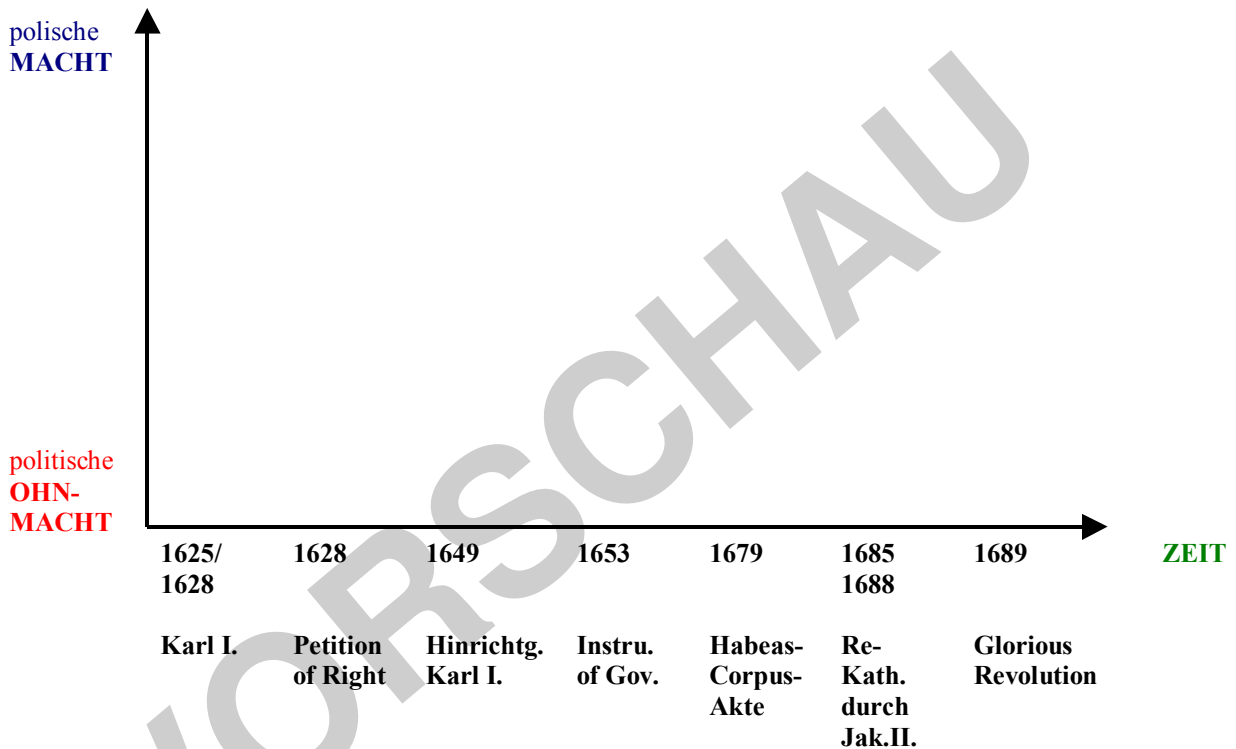 polische
MACHT
politische
OHN-
MACHT
1625/
1628
1628
1649
1653
1679
1685
1688
1689
ZEIT
Karl I.
Petition
of Right
Hinrichtg.
Karl I.
Instru.
of Gov.
Habeas-
Corpus-
Akte
Re-
Kath.
durch
Jak.II.
Glorious
Revolution
VORSCHAU